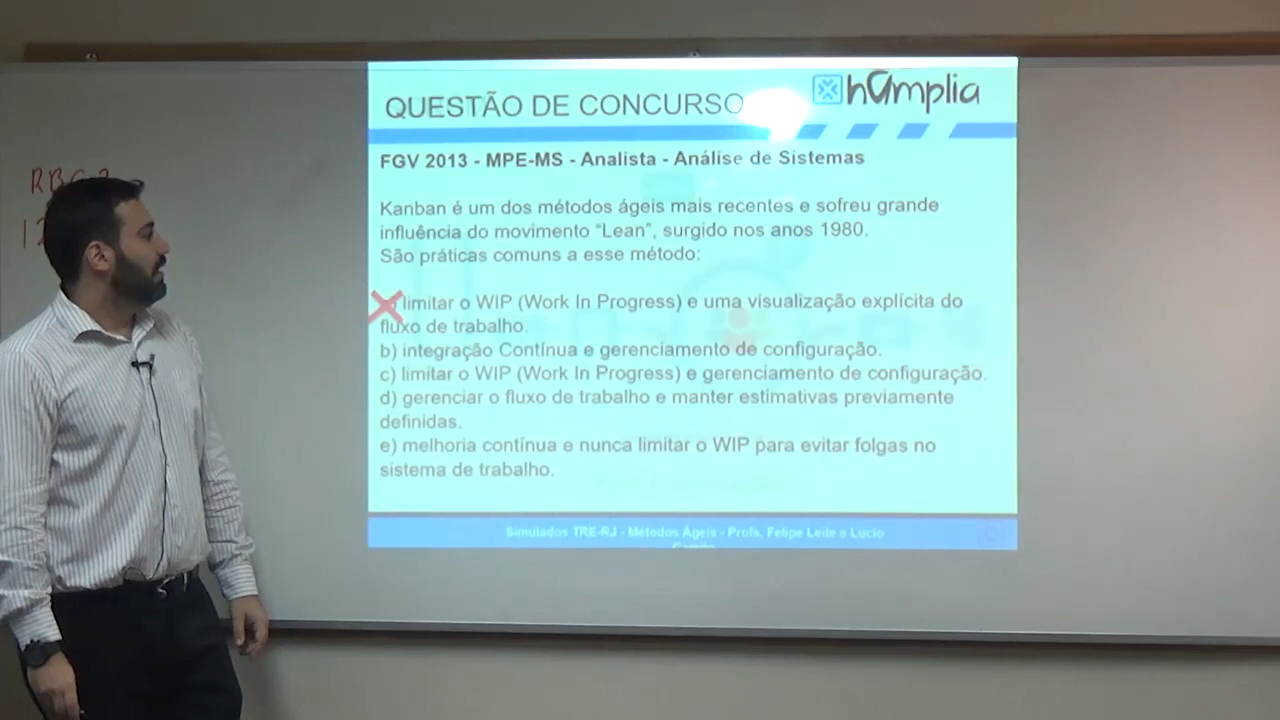 QUESTÃO DE CONCURSO
hamplia
FGV 2013 - MPE-MS - Analista - Análise de Sistemas
Kanban é um dos métodos ágeis mais recentes e sofreu grande
influência do movimento “Lean”, surgido nos anos 1980.
São práticas comuns a esse método:
limitar o WIP (Work In Progress) e uma visualização explícita do
fluxo de trabalho.
b) integração Contínua e gerenciamento de configuração.
c) limitar o WIP (Work In Progress) e gerenciamento de configuração.
d) gerenciar o fluxo de trabalho e manter estimativas previamente
definidas.
e) melhoria contínua e nunca limitar o WIP para evitar folgas no
sistema de trabalho.
Simulados TRE-RJ - Métodos Ágeis - Profs. Felipe Leite e Lucio